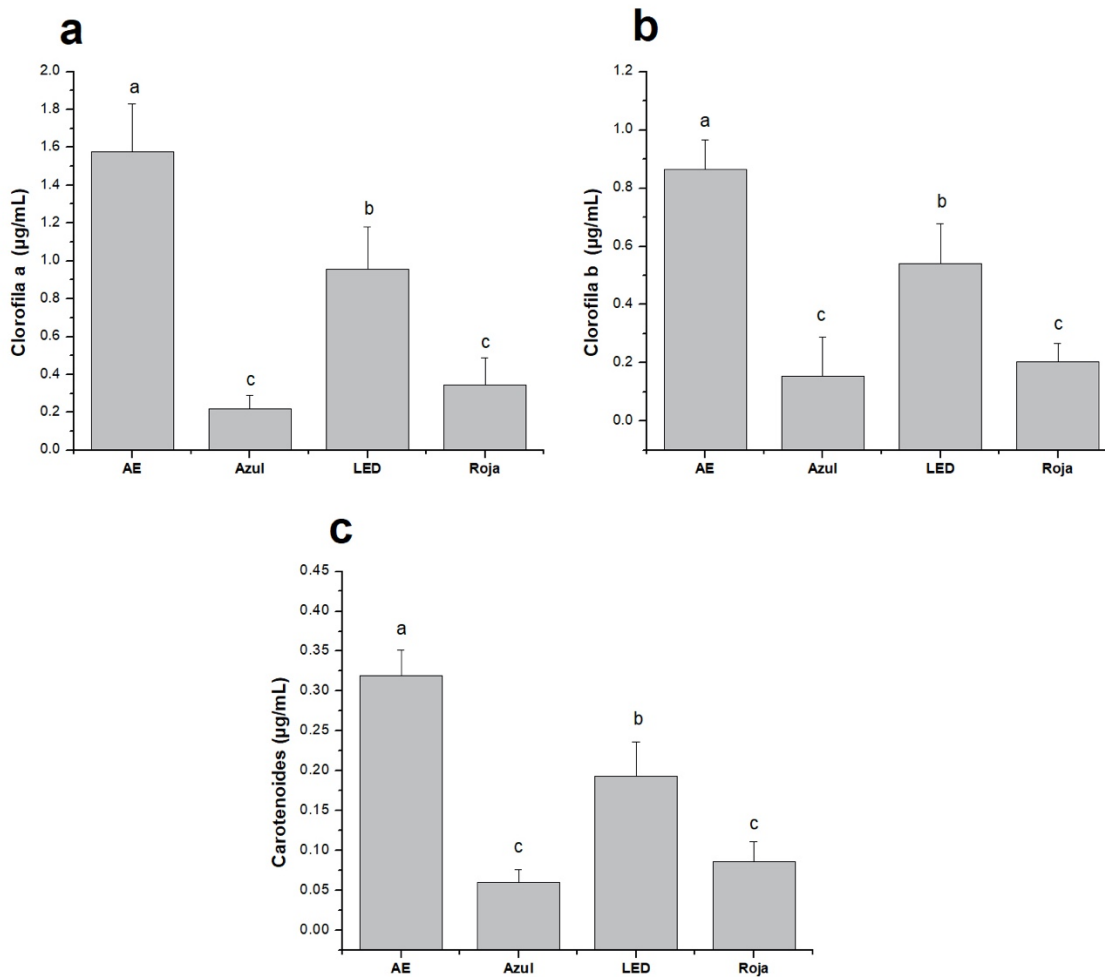 a
Clorofila a (µg/mL)
2.0
1.8
1.6
1.4
1.2
1.0
0.8
0.6
0.4
0.2
0.0
a
c
b
c
AE Azul LED Roja
b
Clorofila b (µg/mL)
1.2
1.0
0.8
0.6
0.4
0.2
0.0
a
c
b
c
AE Azul LED Roja
c
Carotenoides (µg/mL)
0.45
0.40
0.35
0.30
0.25
0.20
0.15
0.10
0.05
0.00
a
c
b
c
AE Azul LED Roja